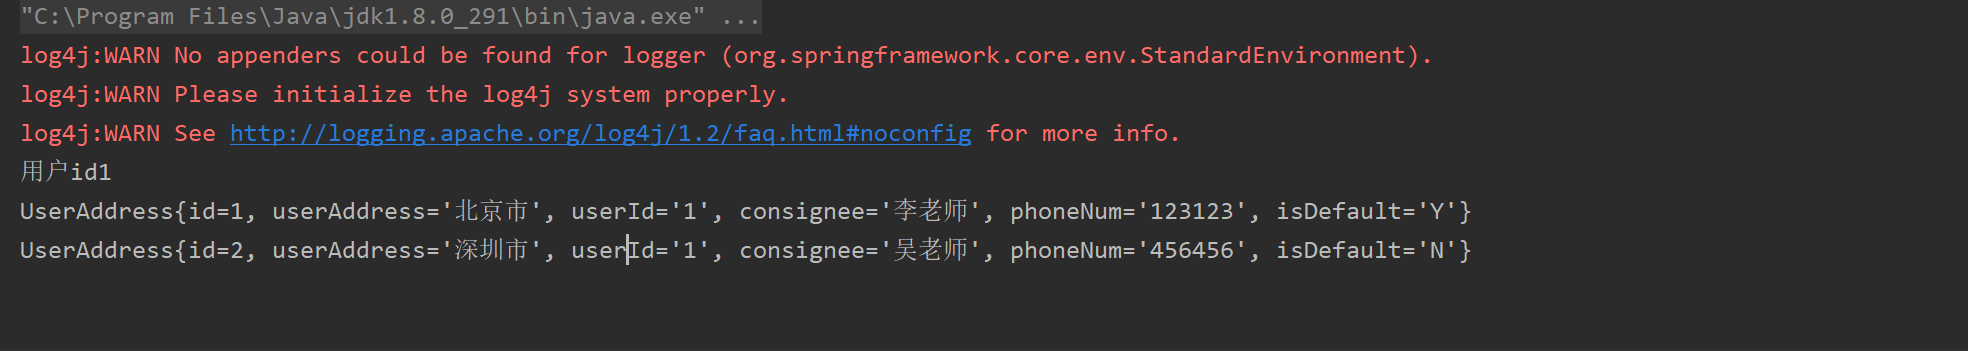 "C:\Program Files\Java\jdk1.8.0_291\bin\java.exe" ...
log4j:WARN No appenders could be found for logger (org.springframework.core.env.StandardEnvironment).
log4j:WARN Please initialize the log4j system properly.
log4j:WARN See http://logging.apache.org/log4j/1.2/faq.html#noconfig for more info.
用户id1
UserAddress{id=1, userAddress='北京市', userId='1', consignee='李老师', phoneNum='123123', isDefault='Y'}
UserAddress{id=2, userAddress='深圳市', userId='1', consignee='吴老师', phoneNum='456456', isDefault='N'}